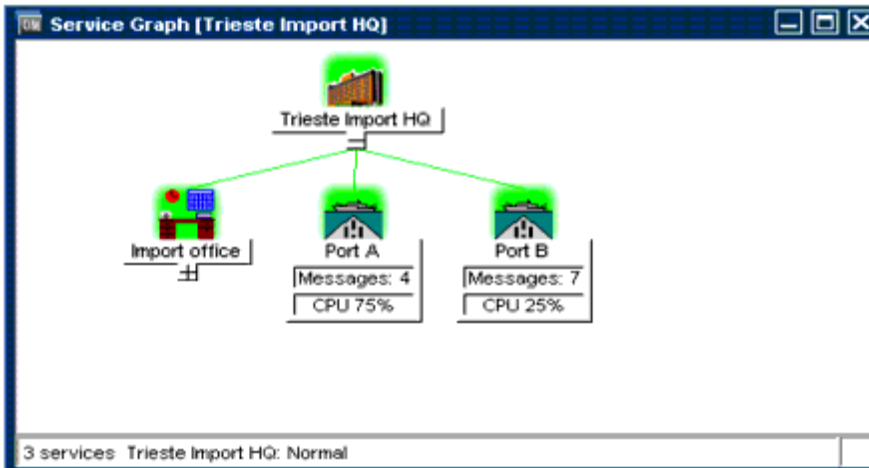 Service Graph [Trieste Import HQ]
Trieste Import HQ
Import office
Port A
Port B
Messages: 4
Messages: 7
CPU 75%
CPU 25%
3 services Trieste Import HQ: Normal